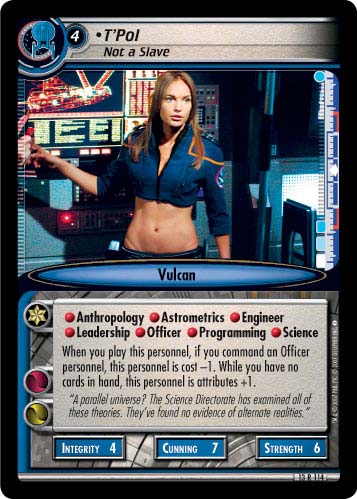 4
•T'Pol
Not a Slave
Vulcan
•Anthropology •Astrometrics •Engineer
•Leadership •Officer •Programming •Science
When you play this personnel, if you command an Officer
personnel, this personnel is cost –1. While you have no
cards in hand, this personnel is attributes +1.
"A parallel universe? The Science Directorate has examined all
of these theories. They've found no evidence of alternate realities."
INTEGRITY 4 CUNNING 7 STRENGTH 6
13 R 114